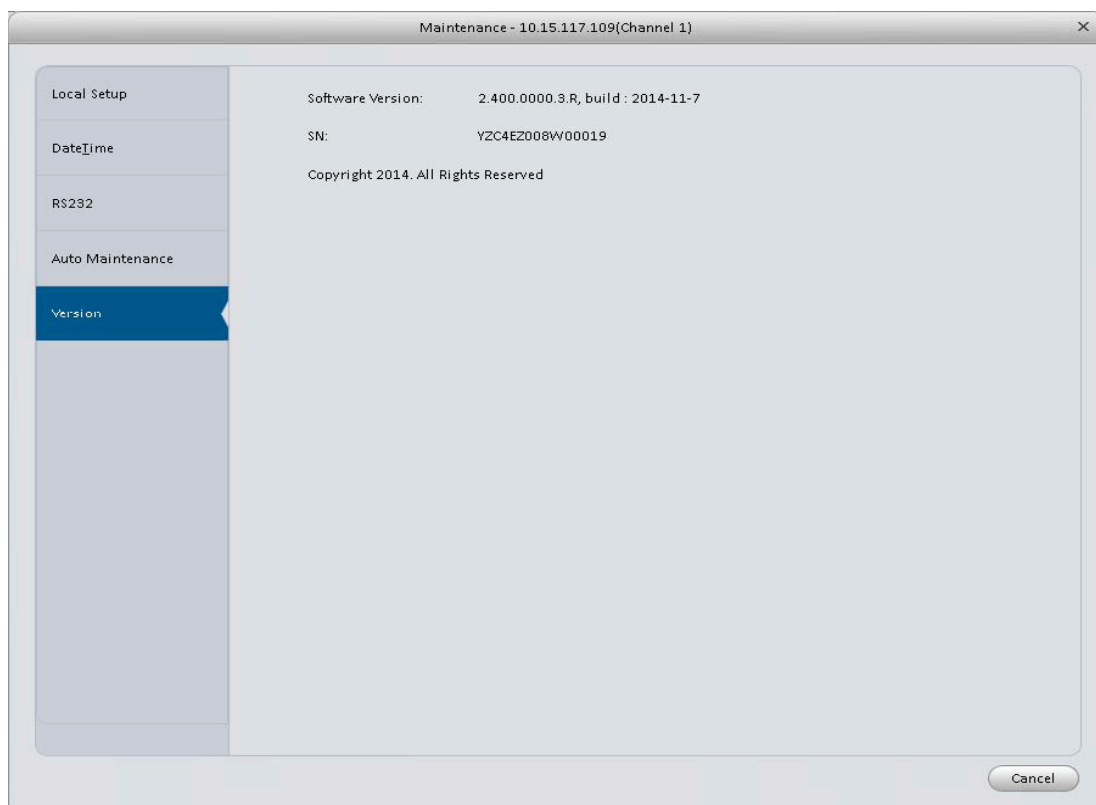 Maintenance - 10.15.117.109(Channel 1)
Local Setup
DateTime
RS232
Auto Maintenance
Version
Software Version: 2.400.0000.3.R, build : 2014-11-7
SN: YZC4EZ008W00019
Copyright 2014. All Rights Reserved
Cancel